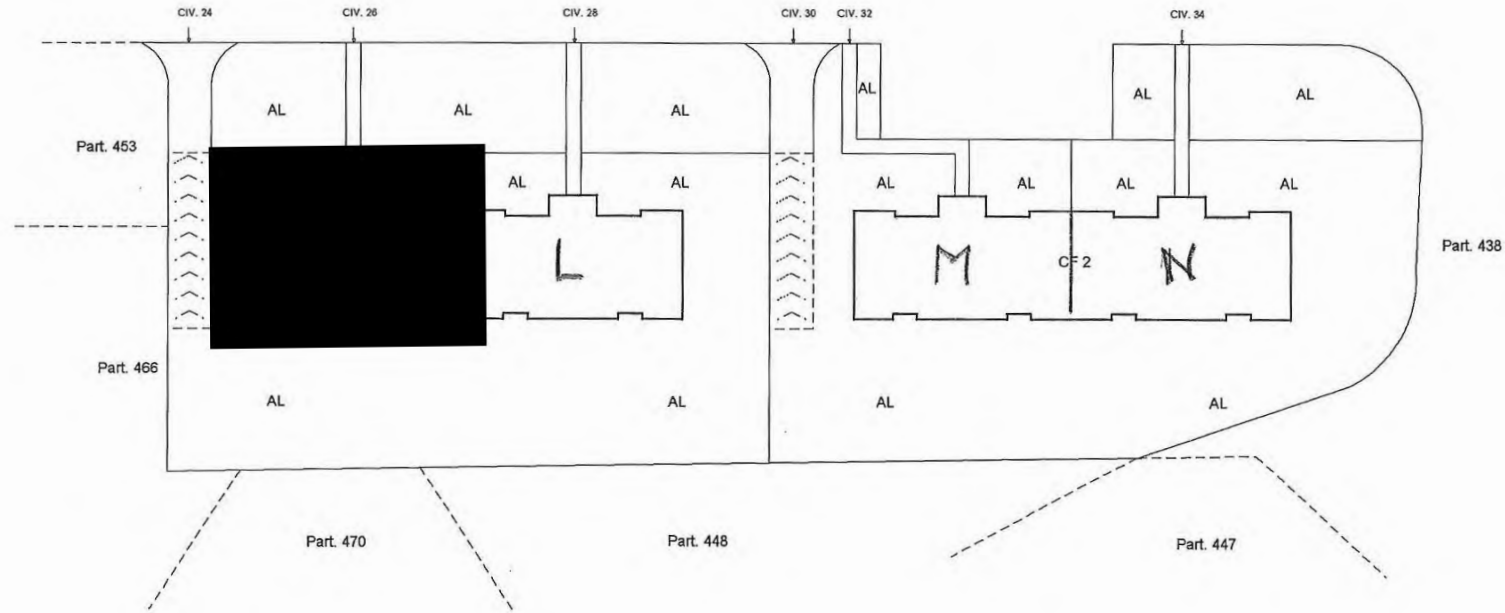 CIV. 24 CIV. 26 CIV. 28 CIV. 30 CIV. 32 CIV. 34
AL AL AL AL AL AL
Part. 453
AL AL AL AL AL AL
L M CF 2 N
Part. 438
Part. 466
AL AL AL AL
Part. 470 Part. 448 Part. 447